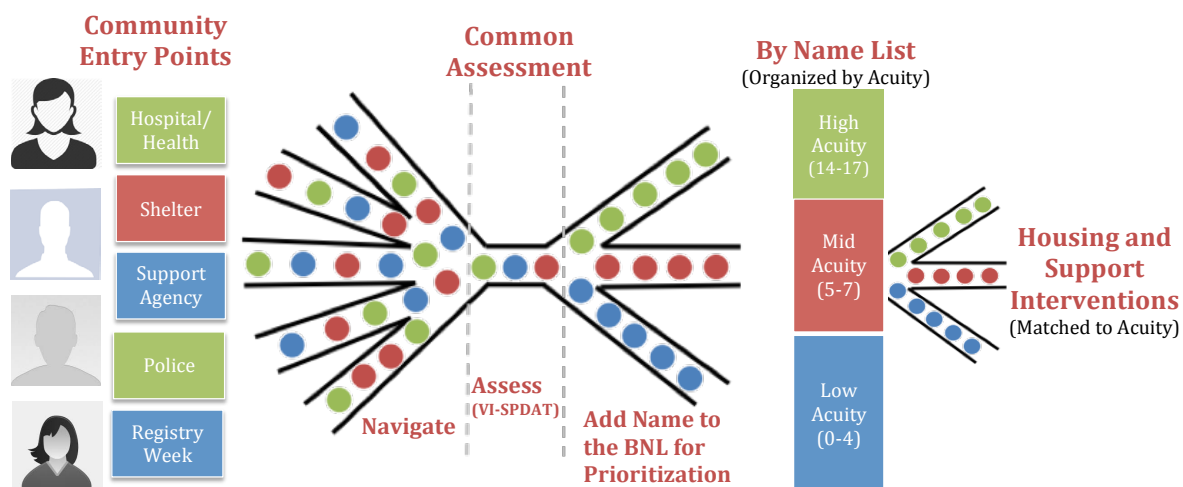 Community
Entry Points
Hospital/
Health
Shelter
Support
Agency
Police
Registry
Week
Common
Assessment
Navigate
Assess
(VI-SPDAT)
Add Name to
the BNL for
Prioritization
By Name List
(Organized by Acuity)
High
Acuity
(14-17)
Mid
Acuity
(5-7)
Low
Acuity
(0-4)
Housing and
Support
Interventions
(Matched to Acuity)